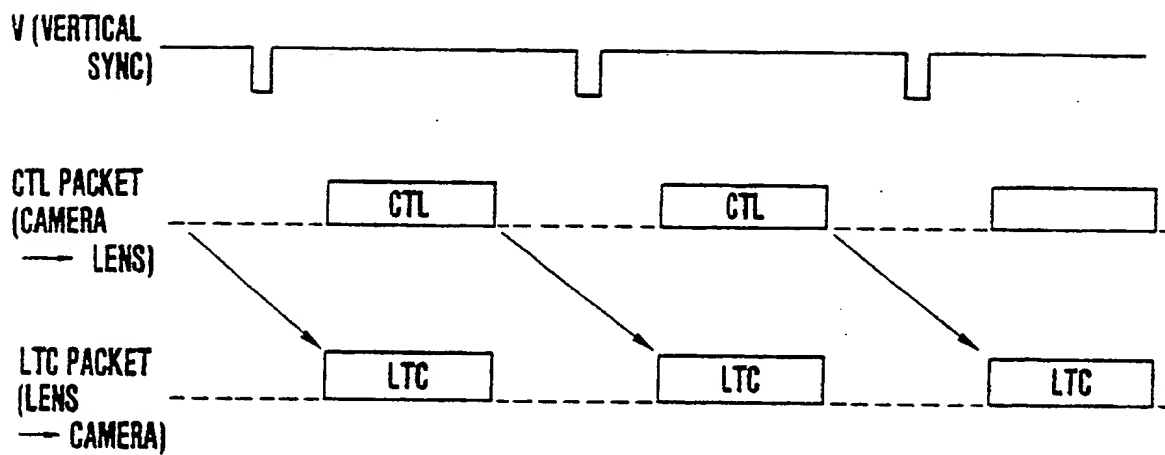 V (VERTICAL
SYNC)
CTL PACKET
(CAMERA
→ LENS)
CTL
CTL
LTC PACKET
(LENS
→ CAMERA)
LTC
LTC
LTC